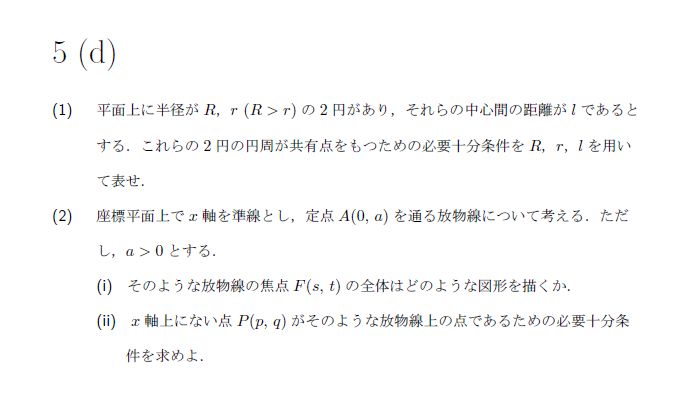 5 (d)
(1) 平面上に半径が R, r (R > r) の 2 円があり，それらの中心間の距離が l であると
する．これらの 2 円の円周が共有点をもつための必要十分条件を R, r, l を用い
て表せ．
(2) 座標平面上で x 軸を準線とし，定点 A(0, a) を通る放物線について考える．ただ
し，a > 0 とする．
(i) そのような放物線の焦点 F(s, t) の全体はどのような図形を描くか．
(ii) x 軸上にない点 P(p, q) がそのような放物線上の点であるための必要十分条
件を求めよ．